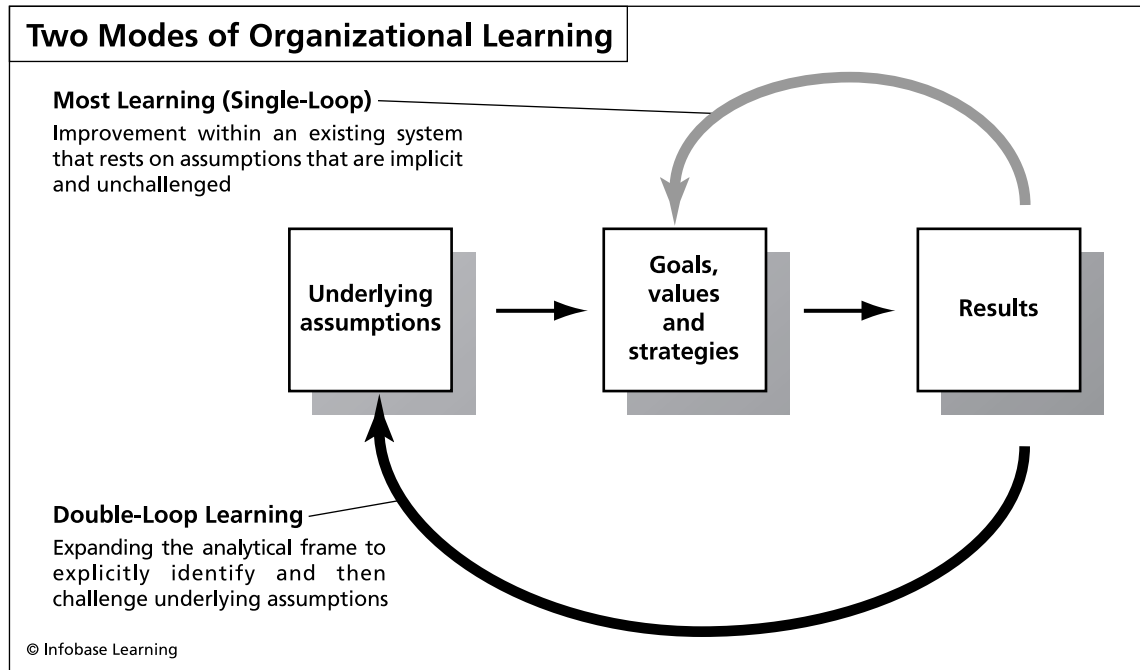 Two Modes of Organizational Learning
Most Learning (Single-Loop)
Improvement within an existing system
that rests on assumptions that are implicit
and unchallenged
Underlying
assumptions
Goals,
values
and
strategies
Results
Double-Loop Learning
Expanding the analytical frame to
explicitly identify and then
challenge underlying assumptions
© Infobase Learning